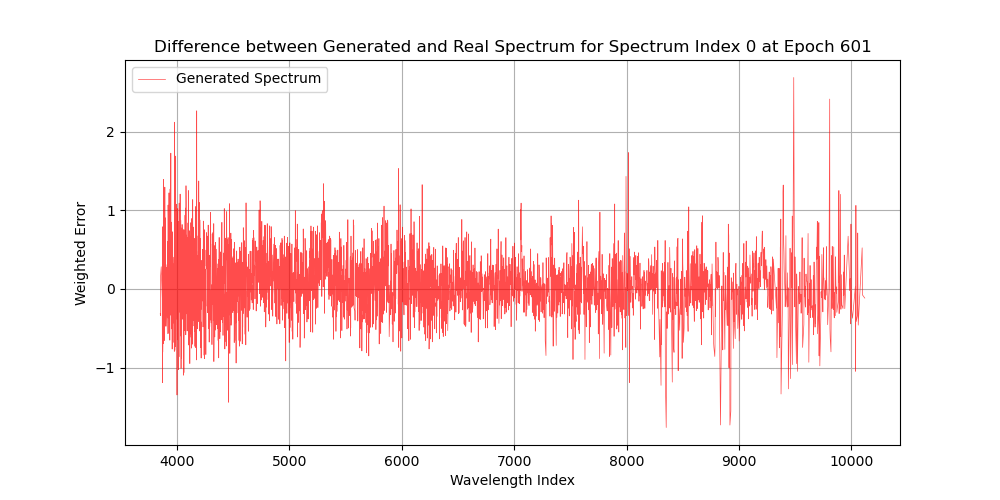 Difference between Generated and Real Spectrum for Spectrum Index 0 at Epoch 601
Generated Spectrum
Weighted Error
2
1
0
−1
4000 5000 6000 7000 8000 9000 10000
Wavelength Index